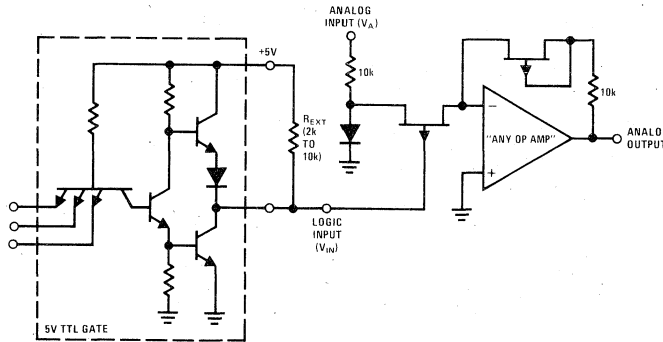 ANALOG
INPUT (VA)
+5V
10k
REXT
(2k
TO
10k)
10k
−
"ANY OP AMP"
+
ANALO
OUTPUT
LOGIC
INPUT
(VIN)
5V TTL GATE